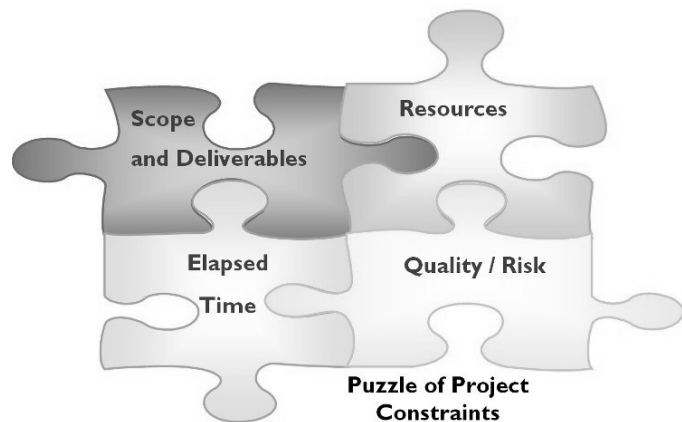 Scope
and Deliverables
Resources
Elapsed
Time
Quality / Risk
Puzzle of Project
Constraints